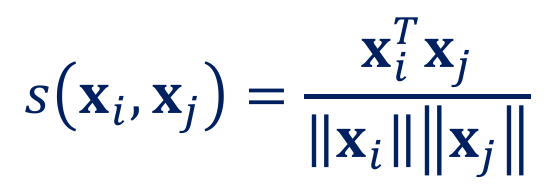 s(𝐱ᵢ, 𝐱ⱼ) = 𝐱ᵢᵀ𝐱ⱼ / ‖𝐱ᵢ‖‖𝐱ⱼ‖